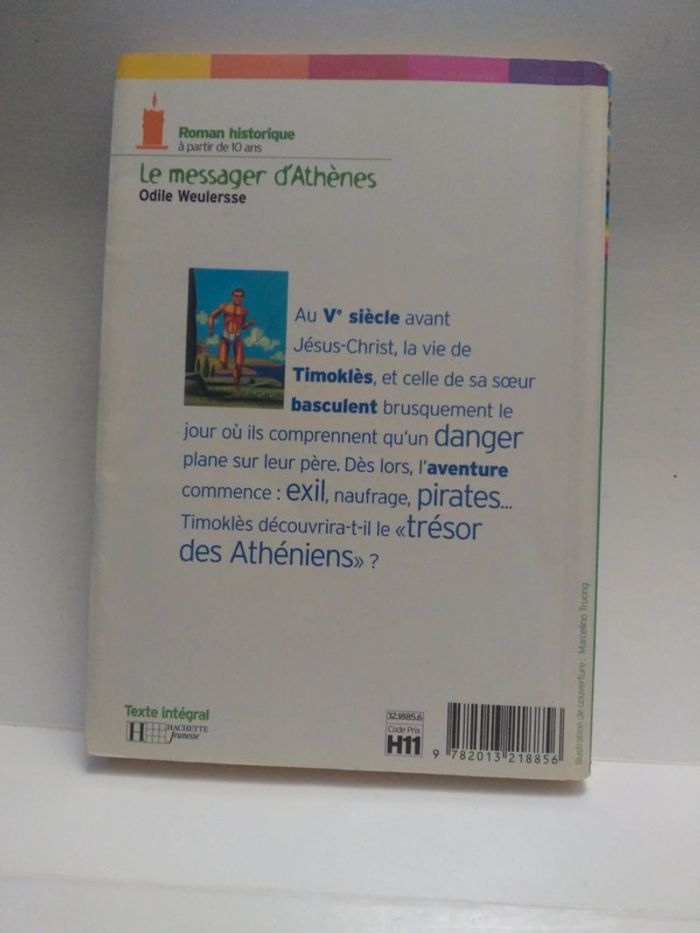 Roman historique
à partir de 10 ans
Le messager d'Athènes
Odile Weulersse
Au Vᵉ siècle avant
Jésus-Christ, la vie de
Timoklès, et celle de sa sœur
basculent brusquement le
jour où ils comprennent qu'un danger
plane sur leur père. Dès lors, l'aventure
commence : exil, naufrage, pirates...
Timoklès découvrira-t-il le «trésor
des Athéniens» ?
Texte intégral
H HACHETTE
Jeunesse
32.1885.6
Code Prix
H11
9 782013 218856
Illustration de couverture : Marcelino Truong